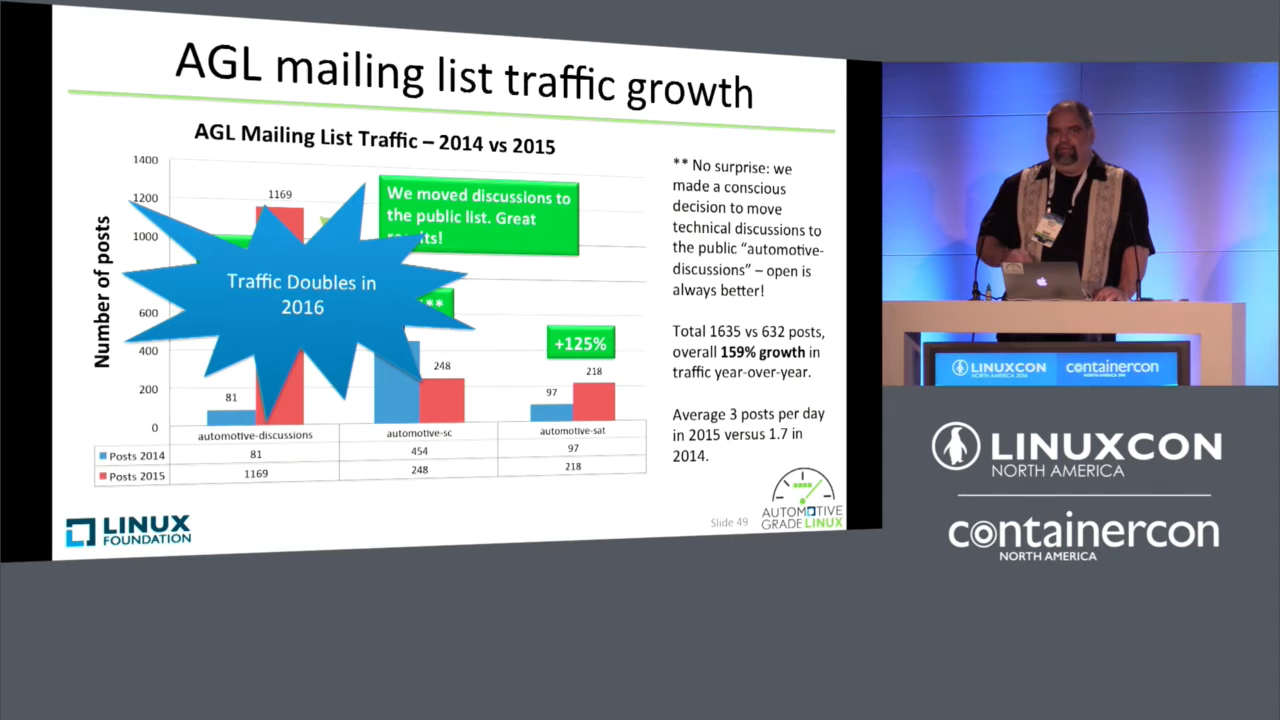 AGL mailing list traffic growth
AGL Mailing List Traffic – 2014 vs 2015
Number of posts
1400
1200
1000
600
400
200
0
1169
81
248
97
218
We moved discussions to
the public list. Great
Traffic Doubles in
2016
**
+125%
automotive-discussions
automotive-sc
automotive-sat
Posts 2014
81
454
97
Posts 2015
1169
248
218
** No surprise: we
made a conscious
decision to move
technical discussions to
the public “automotive-
discussions” – open is
always better!
Total 1635 vs 632 posts,
overall 159% growth in
traffic year-over-year.
Average 3 posts per day
in 2015 versus 1.7 in
2014.
LINUX
FOUNDATION
Slide 49
AUTOMOTIVE
GRADE LINUX
LINUXCON
NORTH AMERICA 2016
containercon
LINUXCON
NORTH AMERICA
containercon
NORTH AMERICA